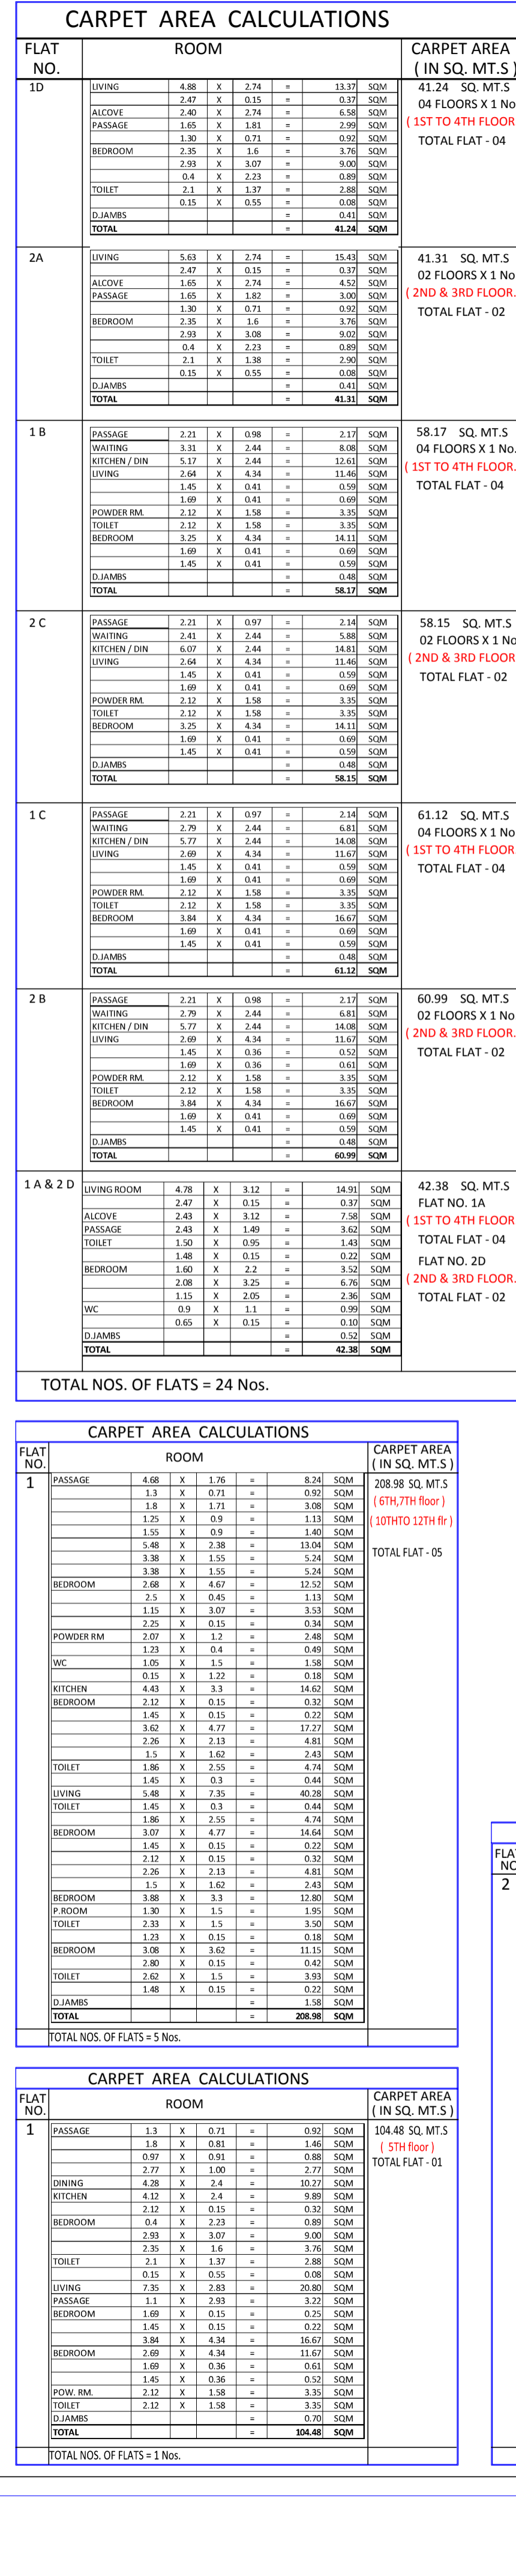 CARPET AREA CALCULATIONS
FLAT NO. ROOM CARPET AREA ( IN SQ. MT.S )
1D LIVING 4.88 X 2.74 = 13.37 SQM 41.24 SQ. MT.S
2.47 X 0.15 = 0.37 SQM 04 FLOORS X 1 No
ALCOVE 2.40 X 2.74 = 6.58 SQM
PASSAGE 1.65 X 1.81 = 2.99 SQM ( 1ST TO 4TH FLOOR
1.30 X 0.71 = 0.92 SQM
BEDROOM 2.35 X 1.6 = 3.76 SQM TOTAL FLAT - 04
2.93 X 3.07 = 9.00 SQM
0.4 X 2.23 = 0.89 SQM
TOILET 2.1 X 1.37 = 2.88 SQM
0.15 X 0.55 = 0.08 SQM
D.JAMBS = 0.41 SQM
TOTAL = 41.24 SQM
2A LIVING 5.63 X 2.74 = 15.43 SQM 41.31 SQ. MT.S
2.47 X 0.15 = 0.37 SQM 02 FLOORS X 1 No
ALCOVE 1.65 X 2.74 = 4.52 SQM
PASSAGE 1.65 X 1.82 = 3.00 SQM ( 2ND & 3RD FLOOR.
1.30 X 0.71 = 0.92 SQM TOTAL FLAT - 02
BEDROOM 2.35 X 1.6 = 3.76 SQM
2.93 X 3.08 = 9.02 SQM
0.4 X 2.23 = 0.89 SQM
TOILET 2.1 X 1.38 = 2.90 SQM
0.15 X 0.55 = 0.08 SQM
D.JAMBS = 0.41 SQM
TOTAL = 41.31 SQM
1 B PASSAGE 2.21 X 0.98 = 2.17 SQM 58.17 SQ. MT.S
WAITING 3.31 X 2.44 = 8.08 SQM 04 FLOORS X 1 No.
KITCHEN / DIN 5.17 X 2.44 = 12.61 SQM
LIVING 2.64 X 4.34 = 11.46 SQM ( 1ST TO 4TH FLOOR.
1.45 X 0.41 = 0.59 SQM TOTAL FLAT - 04
1.69 X 0.41 = 0.69 SQM
POWDER RM. 2.12 X 1.58 = 3.35 SQM
TOILET 2.12 X 1.58 = 3.35 SQM
BEDROOM 3.25 X 4.34 = 14.11 SQM
1.69 X 0.41 = 0.69 SQM
1.45 X 0.41 = 0.59 SQM
D.JAMBS = 0.48 SQM
TOTAL = 58.17 SQM
2 C PASSAGE 2.21 X 0.97 = 2.14 SQM 58.15 SQ. MT.S
WAITING 2.41 X 2.44 = 5.88 SQM 02 FLOORS X 1 No
KITCHEN / DIN 6.07 X 2.44 = 14.81 SQM
LIVING 2.64 X 4.34 = 11.46 SQM ( 2ND & 3RD FLOOR
1.45 X 0.41 = 0.59 SQM TOTAL FLAT - 02
1.69 X 0.41 = 0.69 SQM
POWDER RM. 2.12 X 1.58 = 3.35 SQM
TOILET 2.12 X 1.58 = 3.35 SQM
BEDROOM 3.25 X 4.34 = 14.11 SQM
1.69 X 0.41 = 0.69 SQM
1.45 X 0.41 = 0.59 SQM
D.JAMBS = 0.48 SQM
TOTAL = 58.15 SQM
1 C PASSAGE 2.21 X 0.97 = 2.14 SQM 61.12 SQ. MT.S
WAITING 2.79 X 2.44 = 6.81 SQM 04 FLOORS X 1 No
KITCHEN / DIN 5.77 X 2.44 = 14.08 SQM
LIVING 2.69 X 4.34 = 11.67 SQM ( 1ST TO 4TH FLOOR
1.45 X 0.41 = 0.59 SQM TOTAL FLAT - 04
1.69 X 0.41 = 0.69 SQM
POWDER RM. 2.12 X 1.58 = 3.35 SQM
TOILET 2.12 X 1.58 = 3.35 SQM
BEDROOM 3.84 X 4.34 = 16.67 SQM
1.69 X 0.41 = 0.69 SQM
1.45 X 0.41 = 0.59 SQM
D.JAMBS = 0.48 SQM
TOTAL = 61.12 SQM
2 B PASSAGE 2.21 X 0.98 = 2.17 SQM 60.99 SQ. MT.S
WAITING 2.79 X 2.44 = 6.81 SQM 02 FLOORS X 1 No
KITCHEN / DIN 5.77 X 2.44 = 14.08 SQM
LIVING 2.69 X 4.34 = 11.67 SQM ( 2ND & 3RD FLOOR.
1.45 X 0.36 = 0.52 SQM TOTAL FLAT - 02
1.69 X 0.36 = 0.61 SQM
POWDER RM. 2.12 X 1.58 = 3.35 SQM
TOILET 2.12 X 1.58 = 3.35 SQM
BEDROOM 3.84 X 4.34 = 16.67 SQM
1.69 X 0.41 = 0.69 SQM
1.45 X 0.41 = 0.59 SQM
D.JAMBS = 0.48 SQM
TOTAL = 60.99 SQM
1 A & 2 D LIVING ROOM 4.78 X 3.12 = 14.91 SQM 42.38 SQ. MT.S
2.47 X 0.15 = 0.37 SQM FLAT NO. 1A
ALCOVE 2.43 X 3.12 = 7.58 SQM ( 1ST TO 4TH FLOOR
PASSAGE 2.43 X 1.49 = 3.62 SQM
TOILET 1.50 X 0.95 = 1.43 SQM TOTAL FLAT - 04
1.48 X 0.15 = 0.22 SQM FLAT NO. 2D
BEDROOM 1.60 X 2.2 = 3.52 SQM
2.08 X 3.25 = 6.76 SQM ( 2ND & 3RD FLOOR.
1.15 X 2.05 = 2.36 SQM TOTAL FLAT - 02
WC 0.9 X 1.1 = 0.99 SQM
0.65 X 0.15 = 0.10 SQM
D.JAMBS = 0.52 SQM
TOTAL = 42.38 SQM
TOTAL NOS. OF FLATS = 24 Nos.
CARPET AREA CALCULATIONS
FLAT NO. ROOM CARPET AREA ( IN SQ. MT.S )
1 PASSAGE 4.68 X 1.76 = 8.24 SQM 208.98 SQ. MT.S
1.3 X 0.71 = 0.92 SQM
1.8 X 1.71 = 3.08 SQM ( 6TH,7TH floor )
1.25 X 0.9 = 1.13 SQM ( 10THTO 12TH flr )
1.55 X 0.9 = 1.40 SQM
5.48 X 2.38 = 13.04 SQM
3.38 X 1.55 = 5.24 SQM TOTAL FLAT - 05
3.38 X 1.55 = 5.24 SQM
BEDROOM 2.68 X 4.67 = 12.52 SQM
2.5 X 0.45 = 1.13 SQM
1.15 X 3.07 = 3.53 SQM
2.25 X 0.15 = 0.34 SQM
POWDER RM 2.07 X 1.2 = 2.48 SQM
1.23 X 0.4 = 0.49 SQM
WC 1.05 X 1.5 = 1.58 SQM
0.15 X 1.22 = 0.18 SQM
KITCHEN 4.43 X 3.3 = 14.62 SQM
BEDROOM 2.12 X 0.15 = 0.32 SQM
1.45 X 0.15 = 0.22 SQM
3.62 X 4.77 = 17.27 SQM
2.26 X 2.13 = 4.81 SQM
1.5 X 1.62 = 2.43 SQM
TOILET 1.86 X 2.55 = 4.74 SQM
1.45 X 0.3 = 0.44 SQM
LIVING 5.48 X 7.35 = 40.28 SQM
TOILET 1.45 X 0.3 = 0.44 SQM
1.86 X 2.55 = 4.74 SQM
BEDROOM 3.07 X 4.77 = 14.64 SQM
1.45 X 0.15 = 0.22 SQM
2.12 X 0.15 = 0.32 SQM
2.26 X 2.13 = 4.81 SQM
1.5 X 1.62 = 2.43 SQM
BEDROOM 3.88 X 3.3 = 12.80 SQM
P.ROOM 1.30 X 1.5 = 1.95 SQM
TOILET 2.33 X 1.5 = 3.50 SQM
1.23 X 0.15 = 0.18 SQM
BEDROOM 3.08 X 3.62 = 11.15 SQM
2.80 X 0.15 = 0.42 SQM
TOILET 2.62 X 1.5 = 3.93 SQM
1.48 X 0.15 = 0.22 SQM
D.JAMBS = 1.58 SQM
TOTAL = 208.98 SQM
TOTAL NOS. OF FLATS = 5 Nos.
2
CARPET AREA CALCULATIONS
FLAT NO. ROOM CARPET AREA ( IN SQ. MT.S )
1 PASSAGE 1.3 X 0.71 = 0.92 SQM 104.48 SQ. MT.S
1.8 X 0.81 = 1.46 SQM ( 5TH floor )
0.97 X 0.91 = 0.88 SQM
2.77 X 1.00 = 2.77 SQM TOTAL FLAT - 01
DINING 4.28 X 2.4 = 10.27 SQM
KITCHEN 4.12 X 2.4 = 9.89 SQM
2.12 X 0.15 = 0.32 SQM
BEDROOM 0.4 X 2.23 = 0.89 SQM
2.93 X 3.07 = 9.00 SQM
2.35 X 1.6 = 3.76 SQM
TOILET 2.1 X 1.37 = 2.88 SQM
0.15 X 0.55 = 0.08 SQM
LIVING 7.35 X 2.83 = 20.80 SQM
PASSAGE 1.1 X 2.93 = 3.22 SQM
BEDROOM 1.69 X 0.15 = 0.25 SQM
1.45 X 0.15 = 0.22 SQM
3.84 X 4.34 = 16.67 SQM
BEDROOM 2.69 X 4.34 = 11.67 SQM
1.69 X 0.36 = 0.61 SQM
1.45 X 0.36 = 0.52 SQM
POW. RM. 2.12 X 1.58 = 3.35 SQM
TOILET 2.12 X 1.58 = 3.35 SQM
D.JAMBS = 0.70 SQM
TOTAL = 104.48 SQM
TOTAL NOS. OF FLATS = 1 Nos.